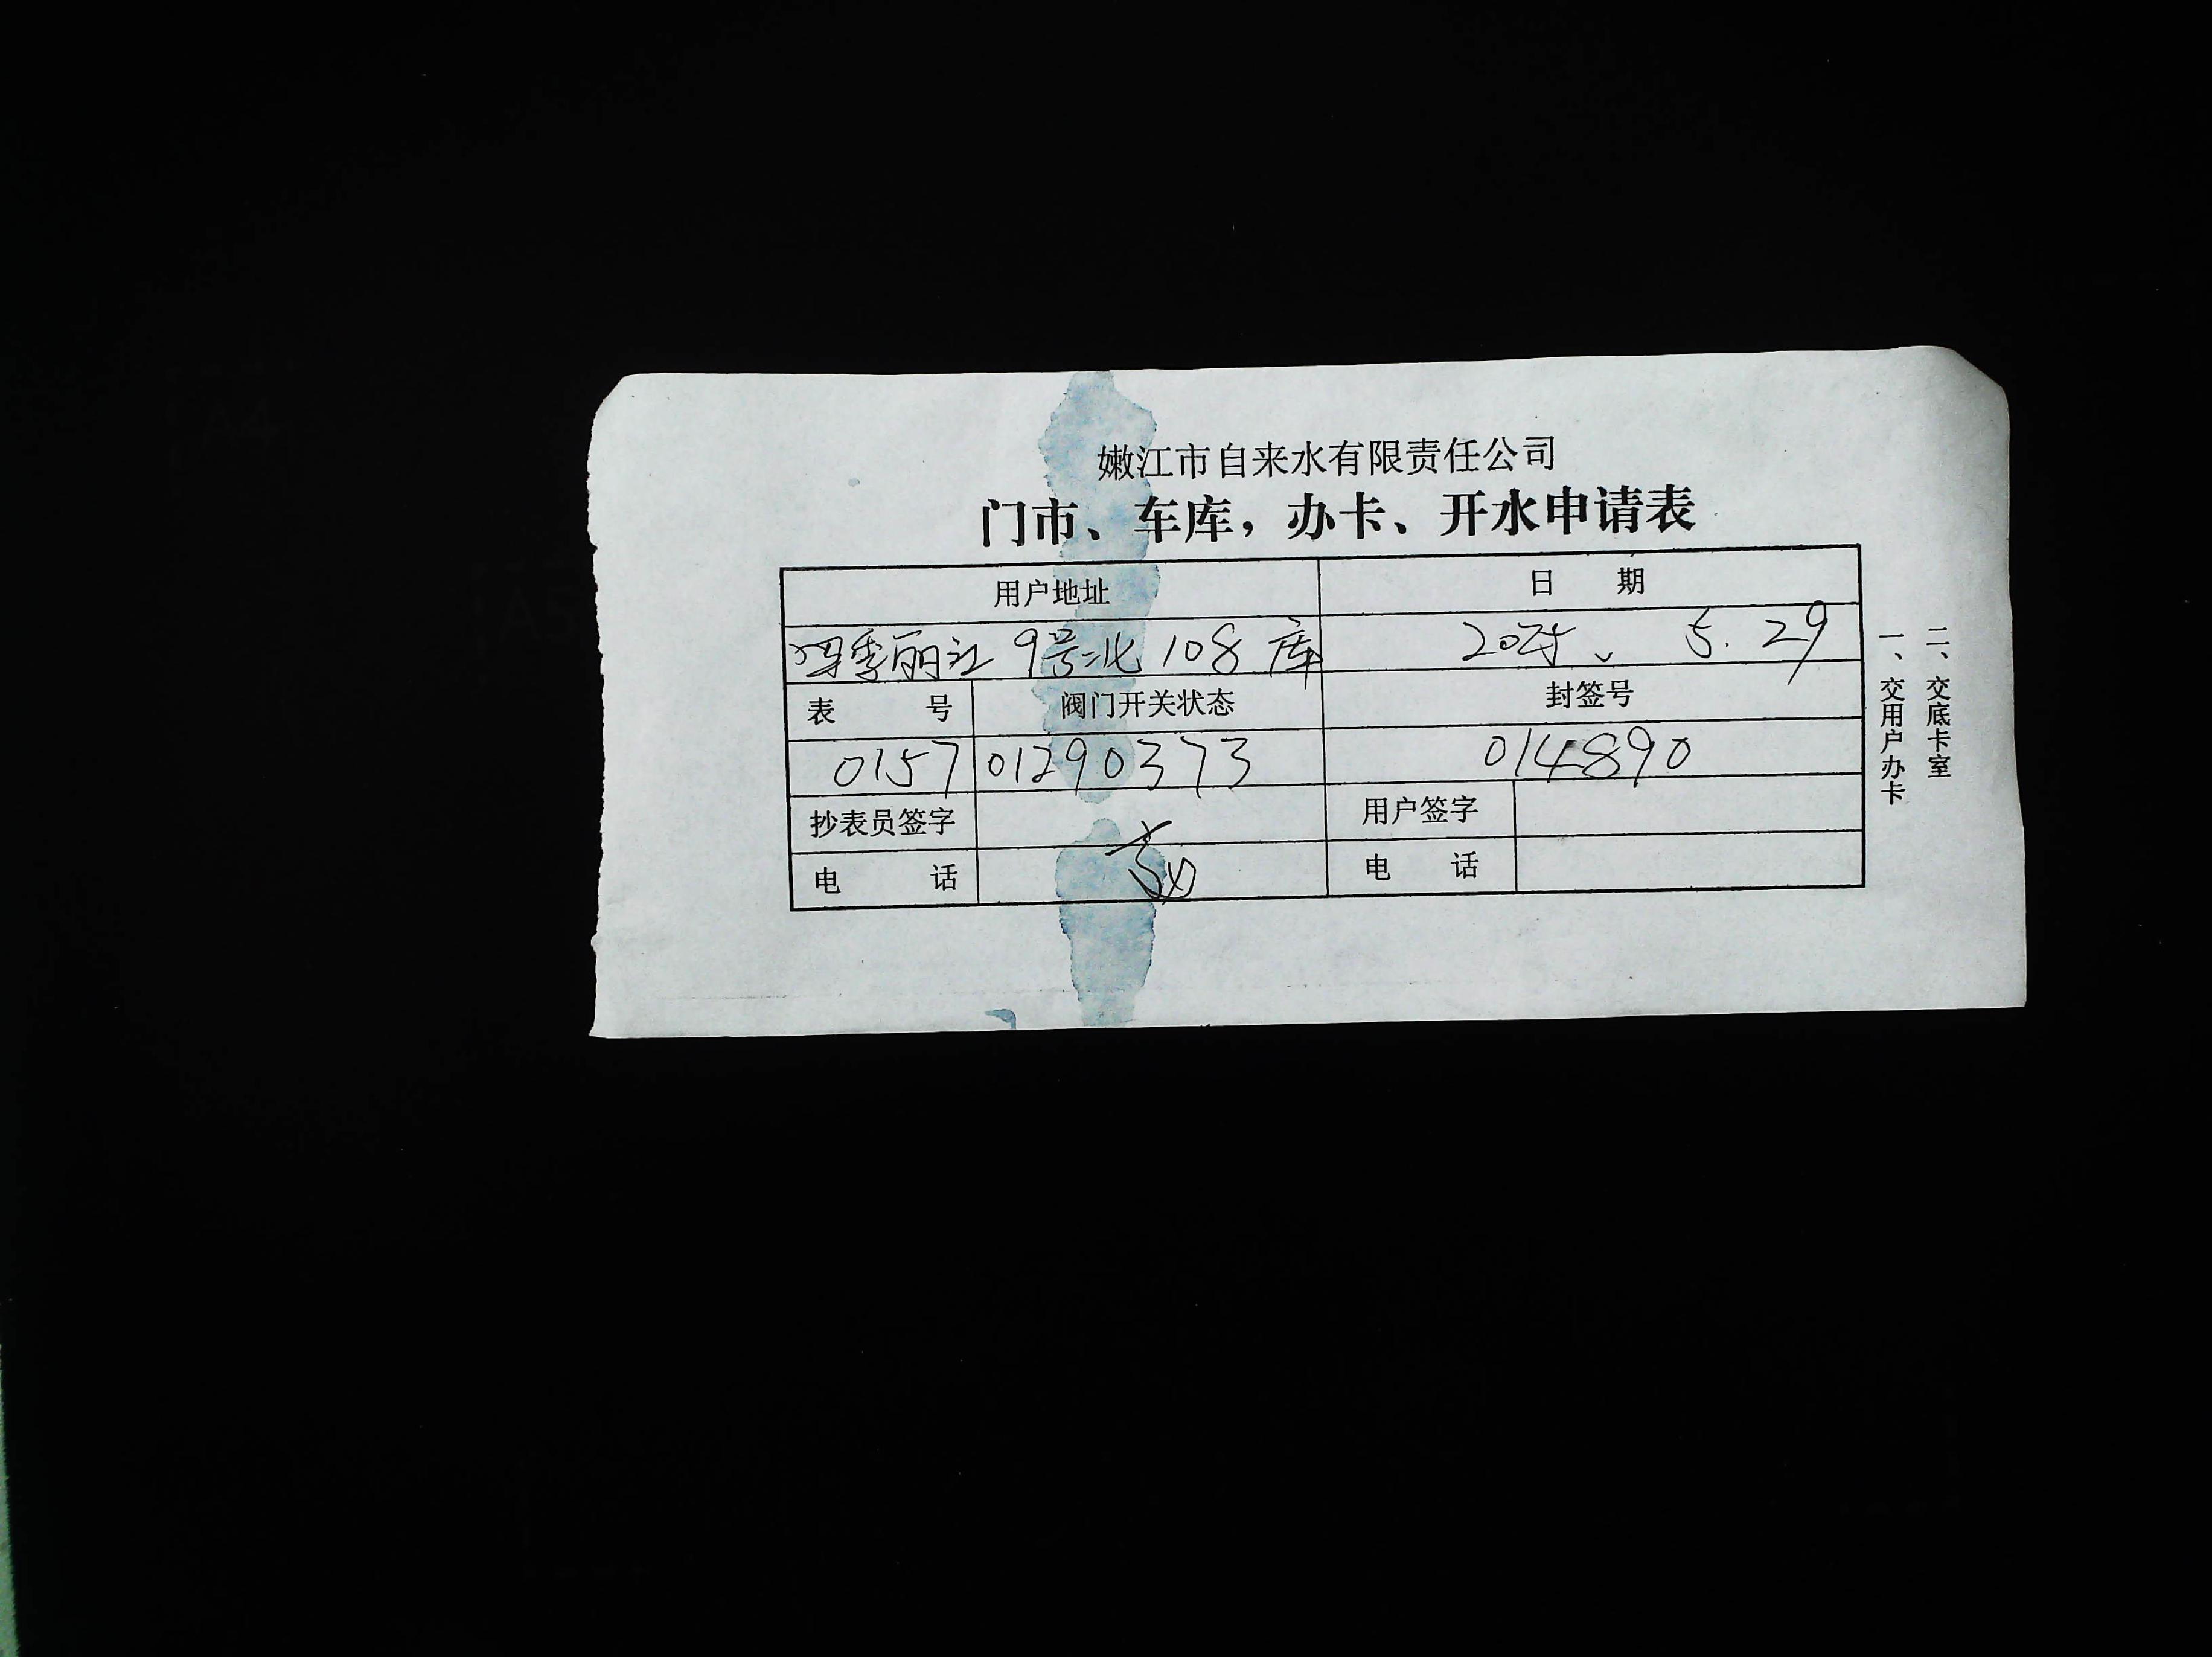 嫩江市自来水有限责任公司
门市、车库，办卡、开水申请表
用户地址 日 期
四季丽江 9号北 108 库 5.29
表 号 阀门开关状态 封签号
0157 01290373 014890
抄表员签字 用户签字
电 话 电 话
一、交用户办卡
二、交底卡室